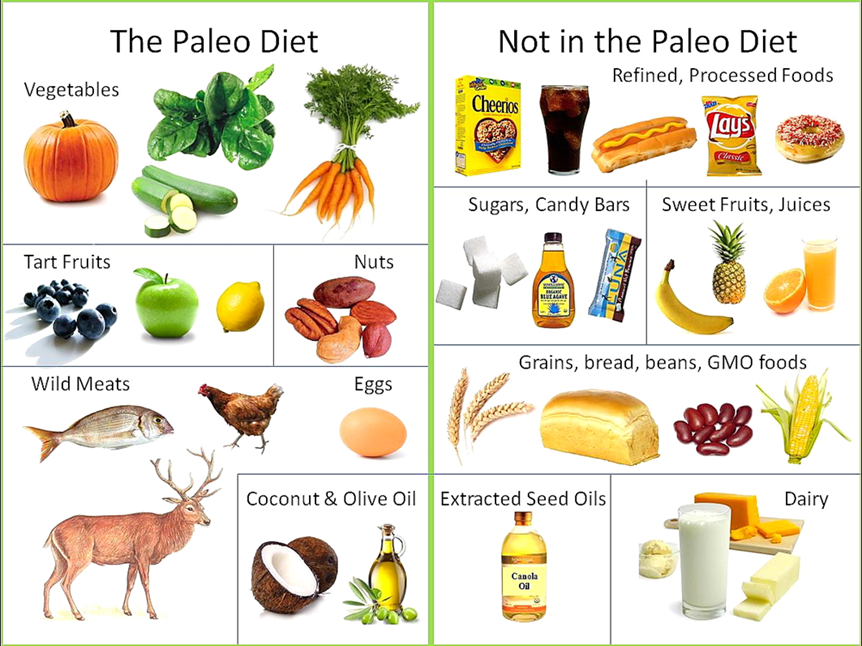 The Paleo Diet
Vegetables
Tart Fruits
Nuts
Wild Meats
Eggs
Coconut & Olive Oil
Not in the Paleo Diet
Refined, Processed Foods
Cheerios
Lay's
Classic
Sugars, Candy Bars
ORGANIC
BLUE AGAVE
LUNA
Sweet Fruits, Juices
Grains, bread, beans, GMO foods
Extracted Seed Oils
Canola
Oil
Dairy